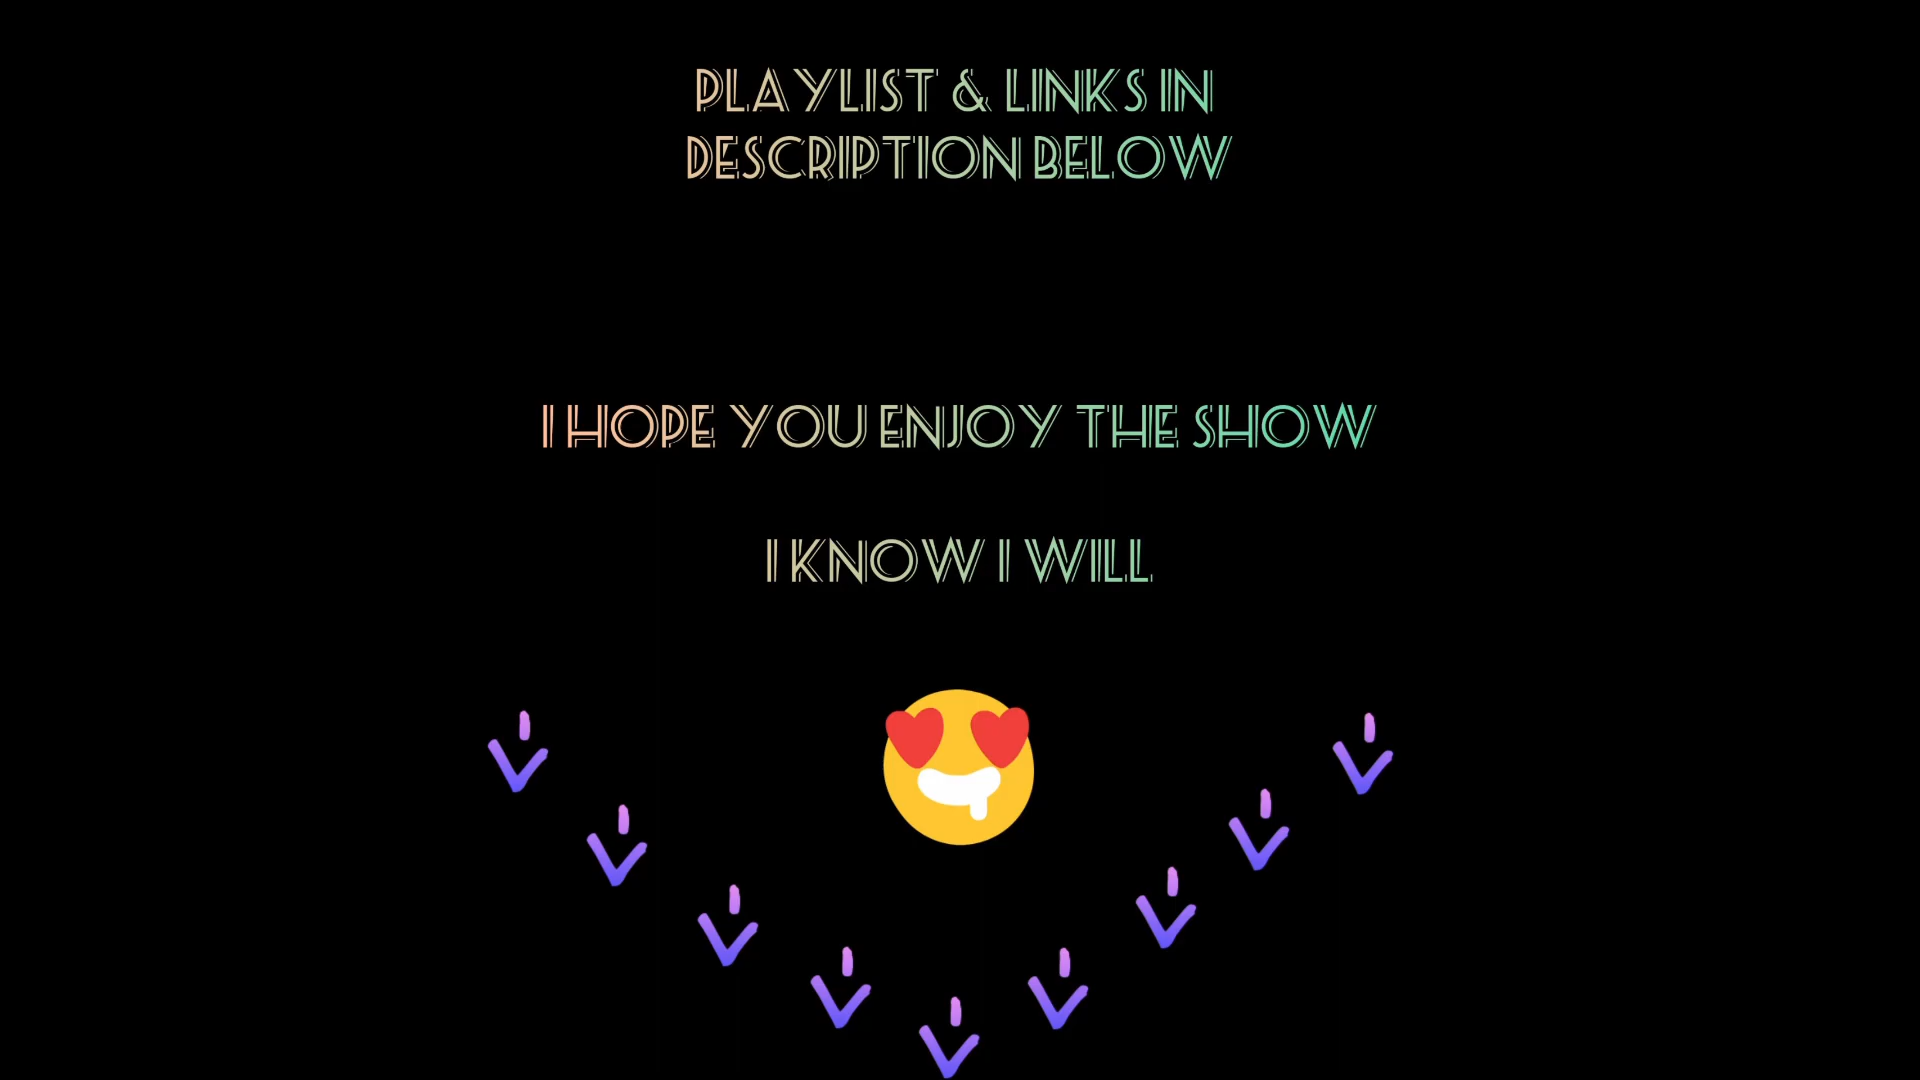 PLAYLIST & LINKS IN
DESCRIPTION BELOW
I HOPE YOU ENJOY THE SHOW
I KNOW I WILL